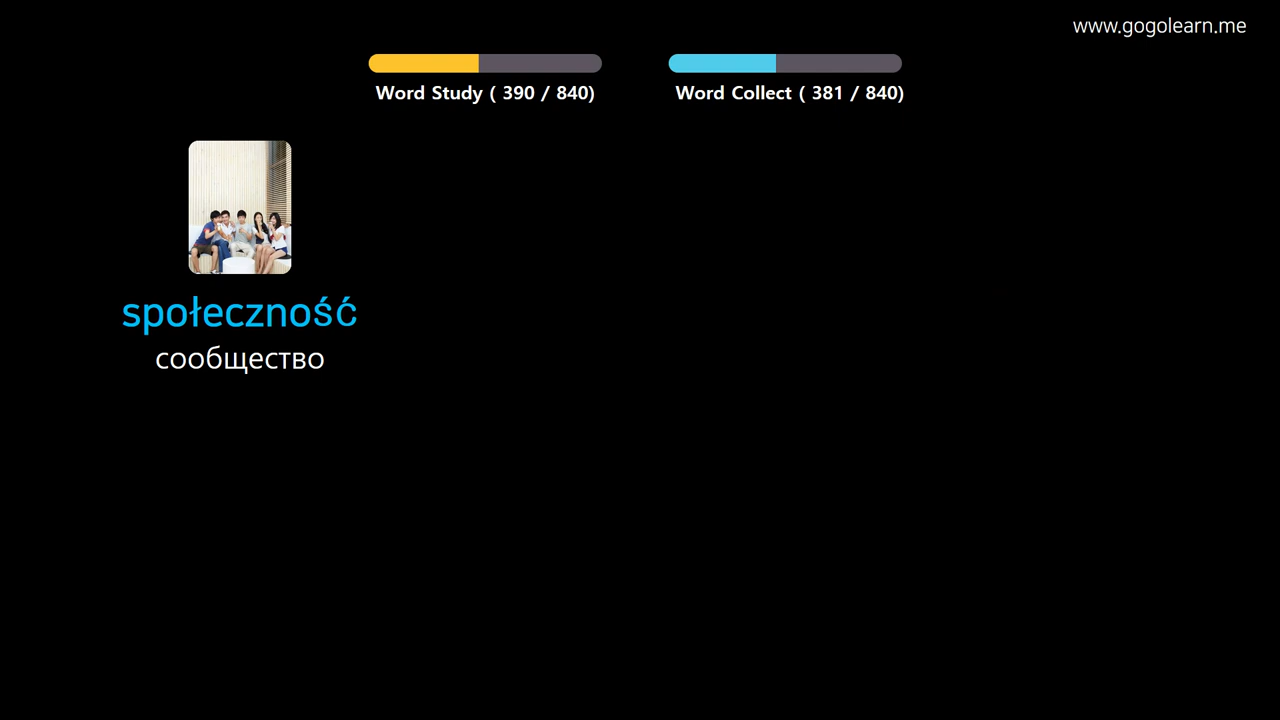 www.gogolearn.me
Word Study ( 390 / 840)
Word Collect ( 381 / 840)
społeczność
сообщество